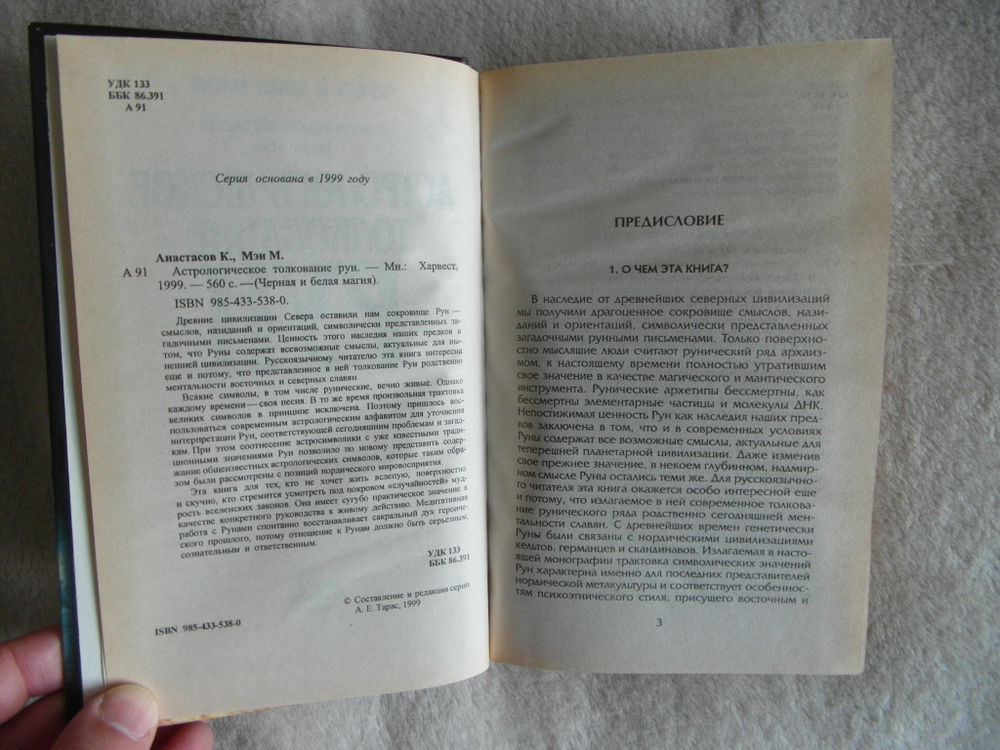 УДК 133
ББК 86.391
А 91
Серия основана в 1999 году
Анастасов К., Мэи М.
А 91 Астрологическое толкование рун. — Мн.: Харвест,
1999. — 560 с. —(Черная и белая магия).
ISBN 985-433-538-0.
Древние цивилизации Севера оставили нам сокровище Рун —
смыслов, назиданий и ориентаций, символически представленных за-
гадочными письменами. Ценность этого наследия наших предков в
том, что Руны содержат всевозможные смыслы, актуальные для ны-
нешней цивилизации. Русскоязычному читателю эта книга интересна
еще и потому, что представленное в ней толкование Рун родственно
ментальности восточных и северных славян.
Всякие символы, в том числе рунические, вечно живые. Однако
каждому времени — своя песня. В то же время произвольная трактовка
великих символов в принципе исключена. Поэтому пришлось вос-
пользоваться современным астрологическим алфавитом для уточнения
интерпретации Рун, соответствующей сегодняшним проблемам и загад-
кам. При этом соотнесение астросимволики с уже известными тради-
ционными значениями Рун позволило по новому представить содер-
жание общеизвестных астрологических символов, которые таким обра-
зом были рассмотрены с позиций нордического мировосприятия.
Эта книга для тех, кто не хочет жить вслепую, поверхностно
и скучно, кто стремится усмотреть под покровом «случайностей» муд-
рость вселенских законов. Она имеет сугубо практическое значение в
качестве конкретного руководства к живому действию. Медитативная
работа с Рунами спонтанно восстанавливает сакральный дух героиче-
ского прошлого, потому отношение к Рунам должно быть серьезным,
сознательным и ответственным.
УДК 133
ББК 86.391
© Составление и редакция серии.
А. Е. Тарас, 1999
ISBN 985-433-538-0
ПРЕДИСЛОВИЕ
1. О ЧЕМ ЭТА КНИГА?
В наследие от древнейших северных цивилизаций
мы получили драгоценное сокровище смыслов, нази-
даний и ориентаций, символически представленных
загадочными рунными письменами. Только поверхно-
стно мыслящие люди считают рунический ряд архаиз-
мом, к настоящему времени полностью утратившим
свое значение в качестве магического и мантического
инструмента. Рунические архетипы бессмертны, как
бессмертны элементарные частицы и молекулы ДНК.
Непостижимая ценность Рун как наследия наших пред-
ков заключена в том, что и в современных условиях
Руны содержат все возможные смыслы, актуальные для
теперешней планетарной цивилизации. Даже изменив
свое прежнее значение, в некоем глубинном, надмир-
ном смысле Руны остались теми же. Для русскоязычно-
го читателя эта книга окажется особо интересной еще
и потому, что излагаемое в ней современное толкова-
ние рунического ряда родственно сегодняшней мен-
тальности славян. С древнейших времен генетически
Руны были связаны с нордическими цивилизациями
кельтов, германцев и скандинавов. Излагаемая в насто-
ящей монографии трактовка символических значений
Рун характерна именно для последних представителей
нордической метакультуры и соответствует особеннос-
тям психоэтнического стиля, присущего восточным и
3